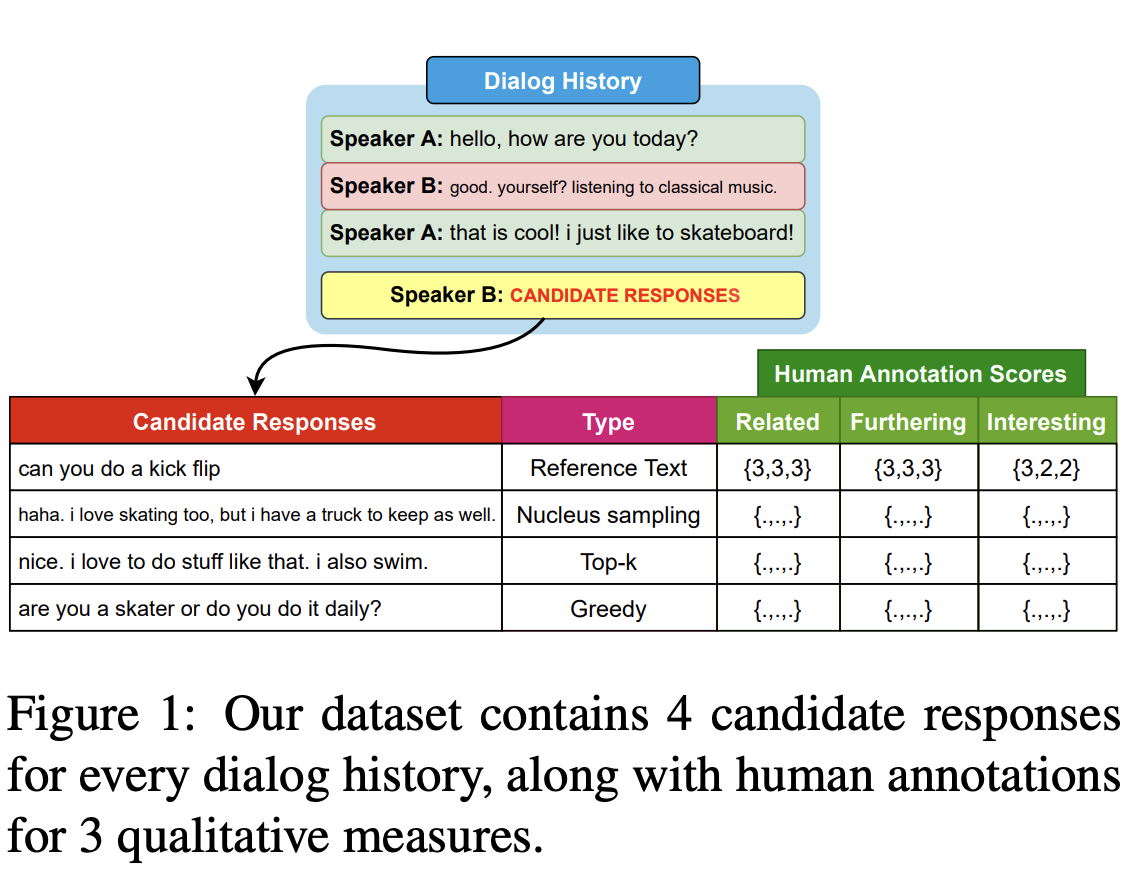 Dialog History
Speaker A: hello, how are you today?
Speaker B: good. yourself? listening to classical music.
Speaker A: that is cool! i just like to skateboard!
Speaker B: CANDIDATE RESPONSES
Human Annotation Scores
Candidate Responses Type Related Furthering Interesting
can you do a kick flip Reference Text {3,3,3} {3,3,3} {3,2,2}
haha. i love skating too, but i have a truck to keep as well. Nucleus sampling {.,.,.} {.,.,.} {.,.,.}
nice. i love to do stuff like that. i also swim. Top-k {.,.,.} {.,.,.} {.,.,.}
are you a skater or do you do it daily? Greedy {.,.,.} {.,.,.} {.,.,.}
Figure 1: Our dataset contains 4 candidate responses
for every dialog history, along with human annotations
for 3 qualitative measures.